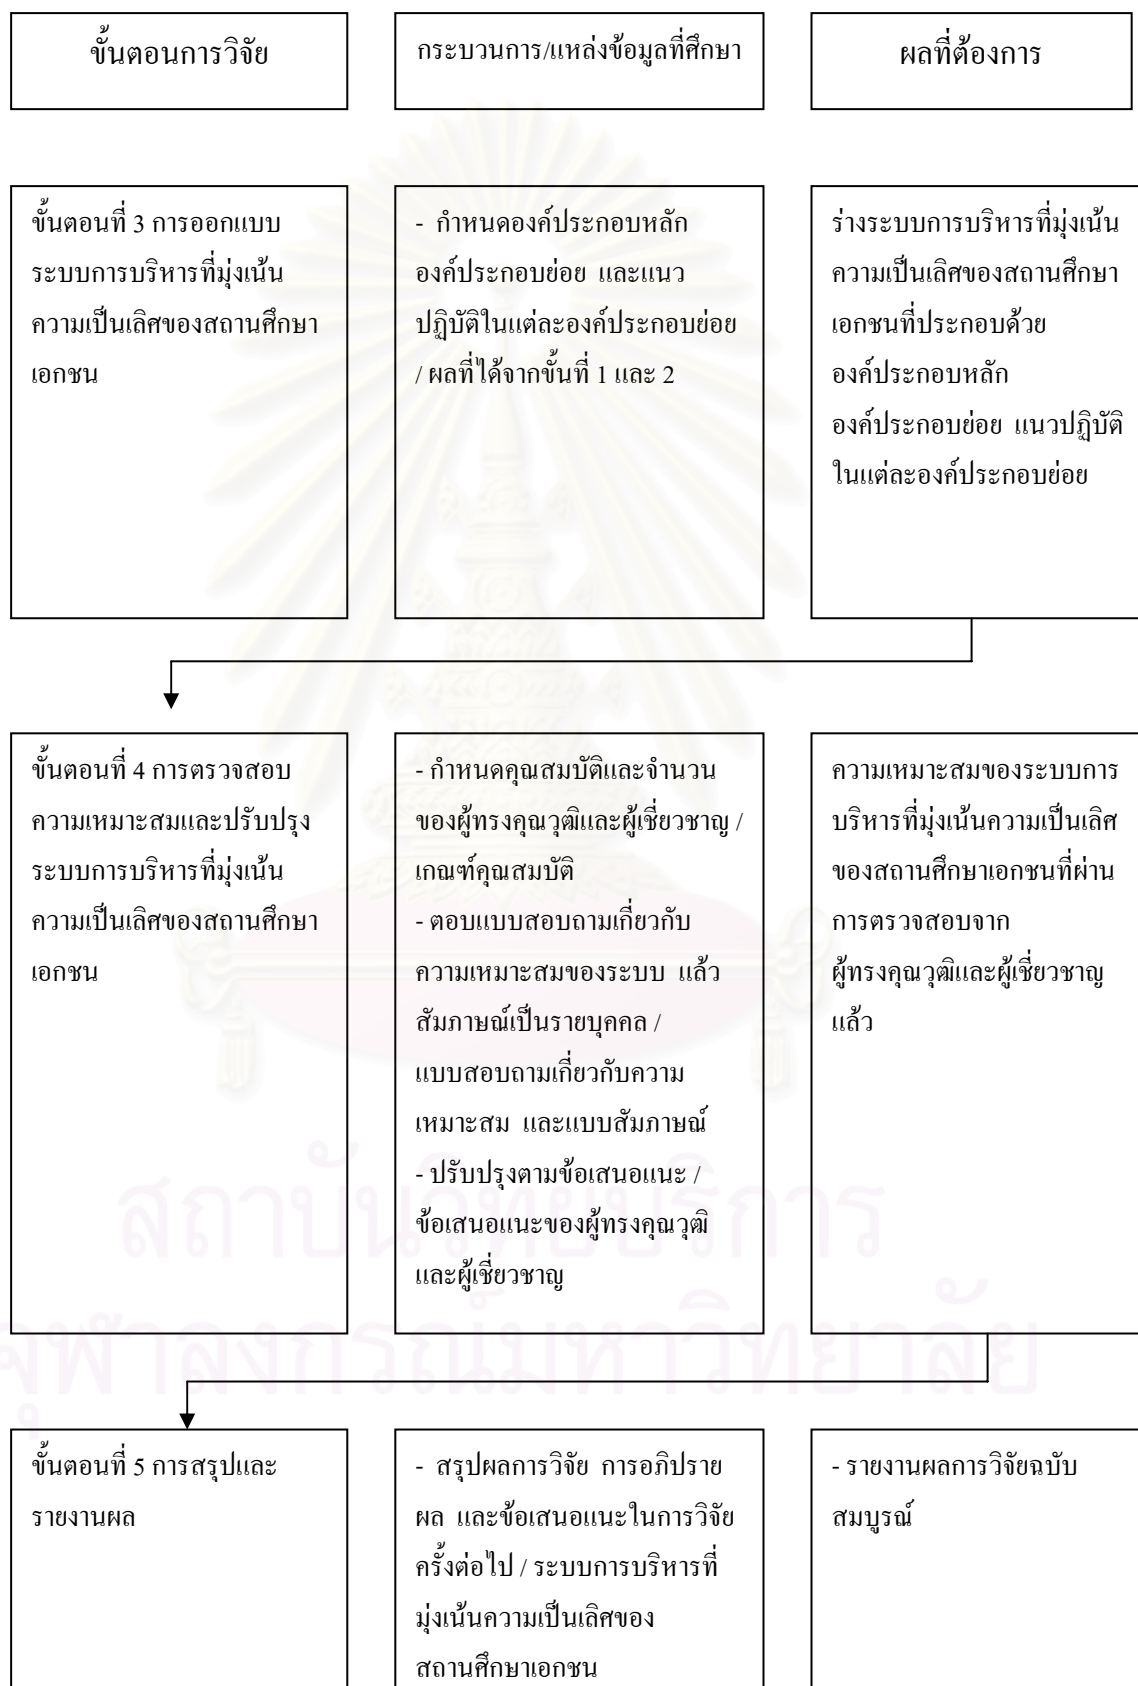 ขั้นตอนการวิจัย
กระบวนการ/แหล่งข้อมูลที่ศึกษา
ผลที่ต้องการ
ขั้นตอนที่ 3 การออกแบบ
ระบบการบริหารที่มุ่งเน้น
ความเป็นเลิศของสถานศึกษา
เอกชน
- กำหนดองค์ประกอบหลัก
องค์ประกอบย่อย และแนว
ปฏิบัติในแต่ละองค์ประกอบย่อย
/ ผลที่ได้จากขั้นที่ 1 และ 2
ร่างระบบการบริหารที่มุ่งเน้น
ความเป็นเลิศของสถานศึกษา
เอกชนที่ประกอบด้วย
องค์ประกอบหลัก
องค์ประกอบย่อย แนวปฏิบัติ
ในแต่ละองค์ประกอบย่อย
ขั้นตอนที่ 4 การตรวจสอบ
ความเหมาะสมและปรับปรุง
ระบบการบริหารที่มุ่งเน้น
ความเป็นเลิศของสถานศึกษา
เอกชน
- กำหนดคุณสมบัติและจำนวน
ของผู้ทรงคุณวุฒิและผู้เชี่ยวชาญ /
เกณฑ์คุณสมบัติ
- ตอบแบบสอบถามเกี่ยวกับ
ความเหมาะสมของระบบ แล้ว
สัมภาษณ์เป็นรายบุคคล /
แบบสอบถามเกี่ยวกับความ
เหมาะสม และแบบสัมภาษณ์
- ปรับปรุงตามข้อเสนอแนะ /
ข้อเสนอแนะของผู้ทรงคุณวุฒิ
และผู้เชี่ยวชาญ
ความเหมาะสมของระบบการ
บริหารที่มุ่งเน้นความเป็นเลิศ
ของสถานศึกษาเอกชนที่ผ่าน
การตรวจสอบจาก
ผู้ทรงคุณวุฒิและผู้เชี่ยวชาญ
แล้ว
สถาบันวิทยบริการ
จุฬาลงกรณ์มหาวิทยาลัย
ขั้นตอนที่ 5 การสรุปและ
รายงานผล
- สรุปผลการวิจัย การอภิปราย
ผล และข้อเสนอแนะในการวิจัย
ครั้งต่อไป / ระบบการบริหารที่
มุ่งเน้นความเป็นเลิศของ
สถานศึกษาเอกชน
- รายงานผลการวิจัยฉบับ
สมบูรณ์